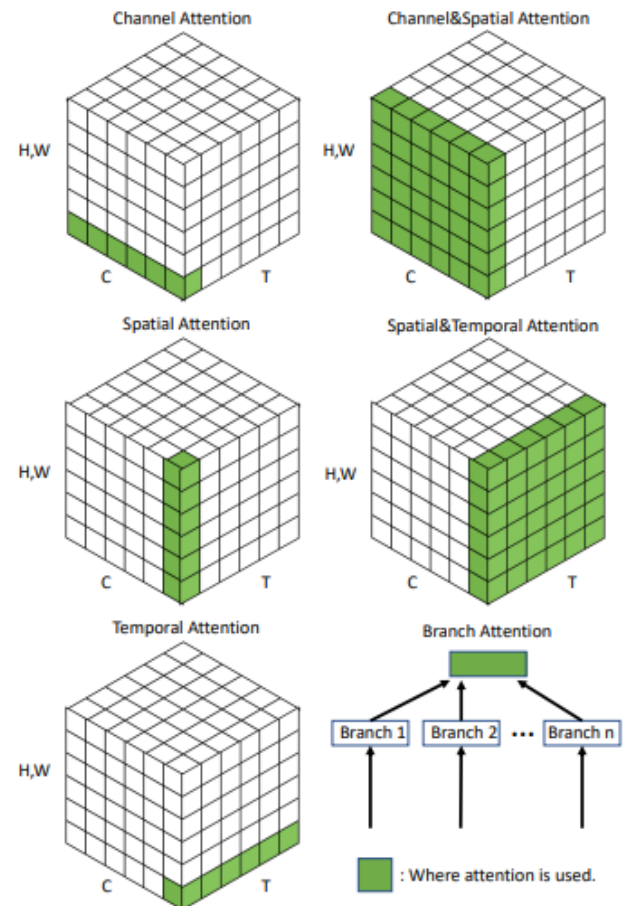 Channel Attention
H,W
C
T
Channel&Spatial Attention
H,W
C
T
Spatial Attention
H,W
C
T
Spatial&Temporal Attention
H,W
C
T
Temporal Attention
H,W
C
T
Branch Attention
Branch 1
Branch 2
...
Branch n
: Where attention is used.